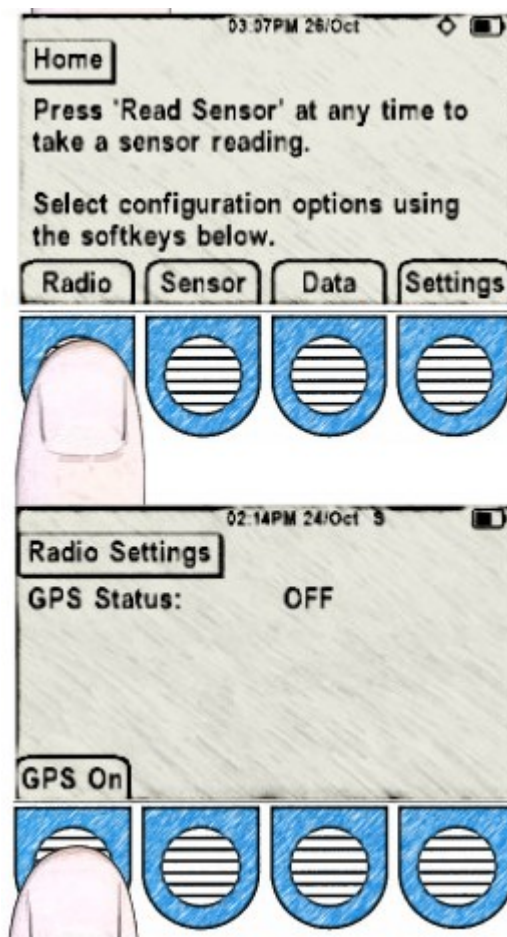 03:07PM 26/Oct
Home
Press 'Read Sensor' at any time to
take a sensor reading.
Select configuration options using
the softkeys below.
Radio Sensor Data Settings
02:14PM 24/Oct S
Radio Settings
GPS Status: OFF
GPS On